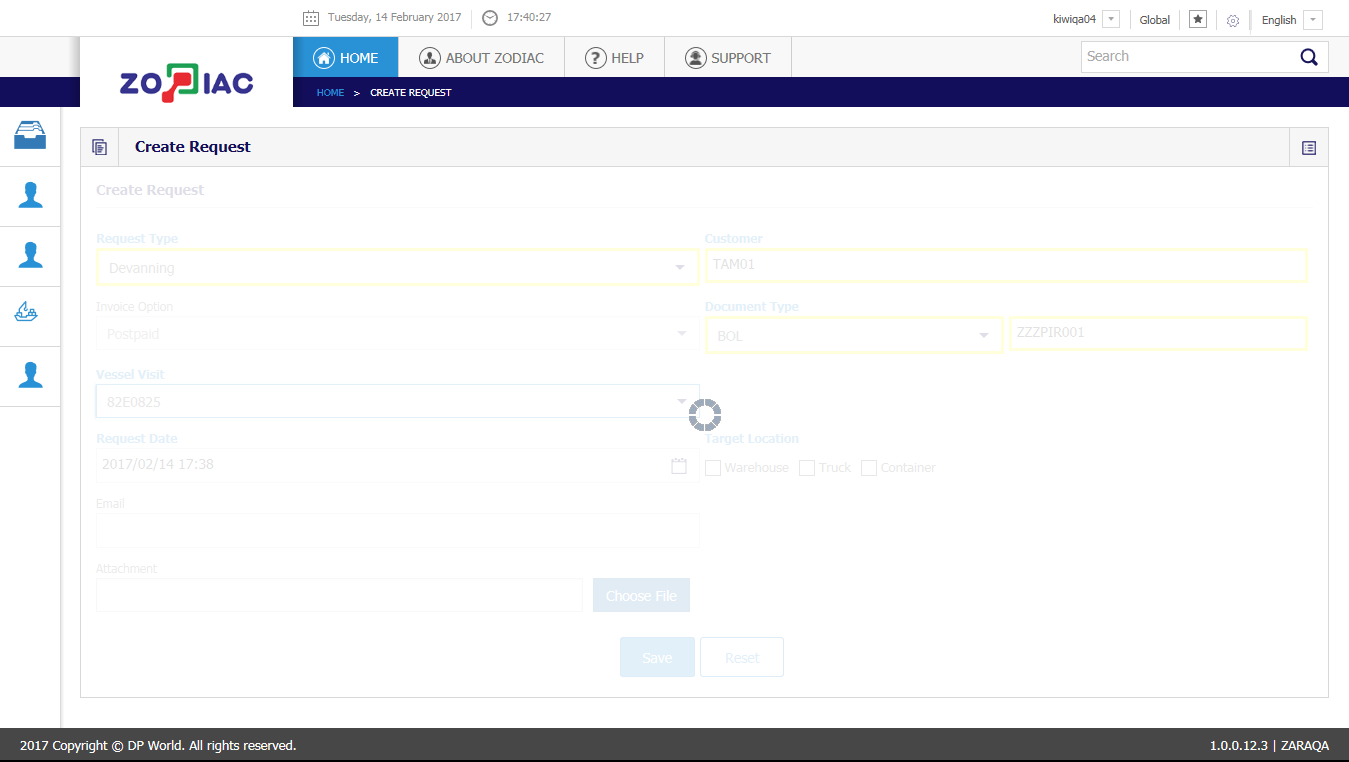 Tuesday, 14 February 2017 17:40:27 kiwiqa04 Global English
ZODIAC HOME ABOUT ZODIAC HELP SUPPORT Search
HOME > CREATE REQUEST
Create Request
Create Request
Request Type Customer
Devanning TAM01
Invoice Option Document Type
Postpaid BOL ZZZPIR001
Vessel Visit
82E0825
Request Date Target Location
2017/02/14 17:38 Warehouse Truck Container
Email
Attachment
Choose File
Save Reset
2017 Copyright © DP World. All rights reserved. 1.0.0.12.3 | ZARAQA